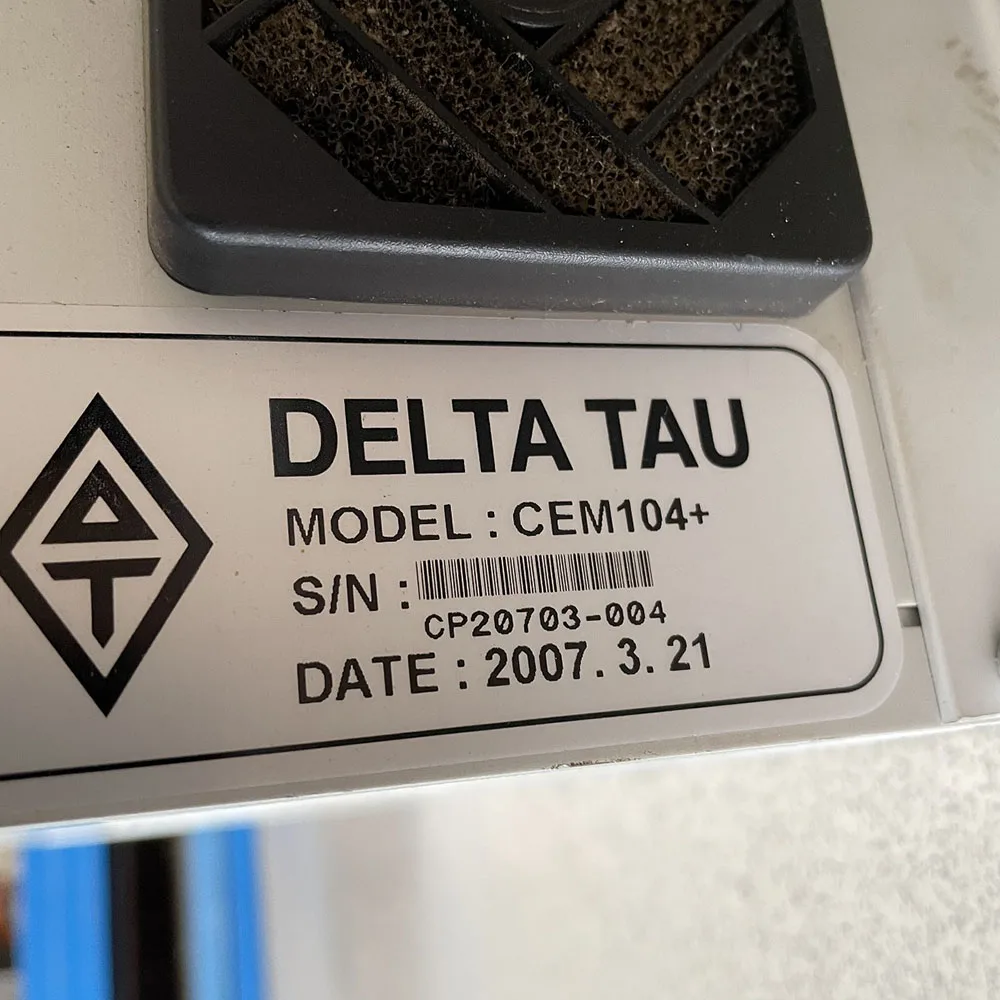 DELTA TAU
MODEL : CEM104+
S/N :
CP20703-004
DATE : 2007. 3. 21